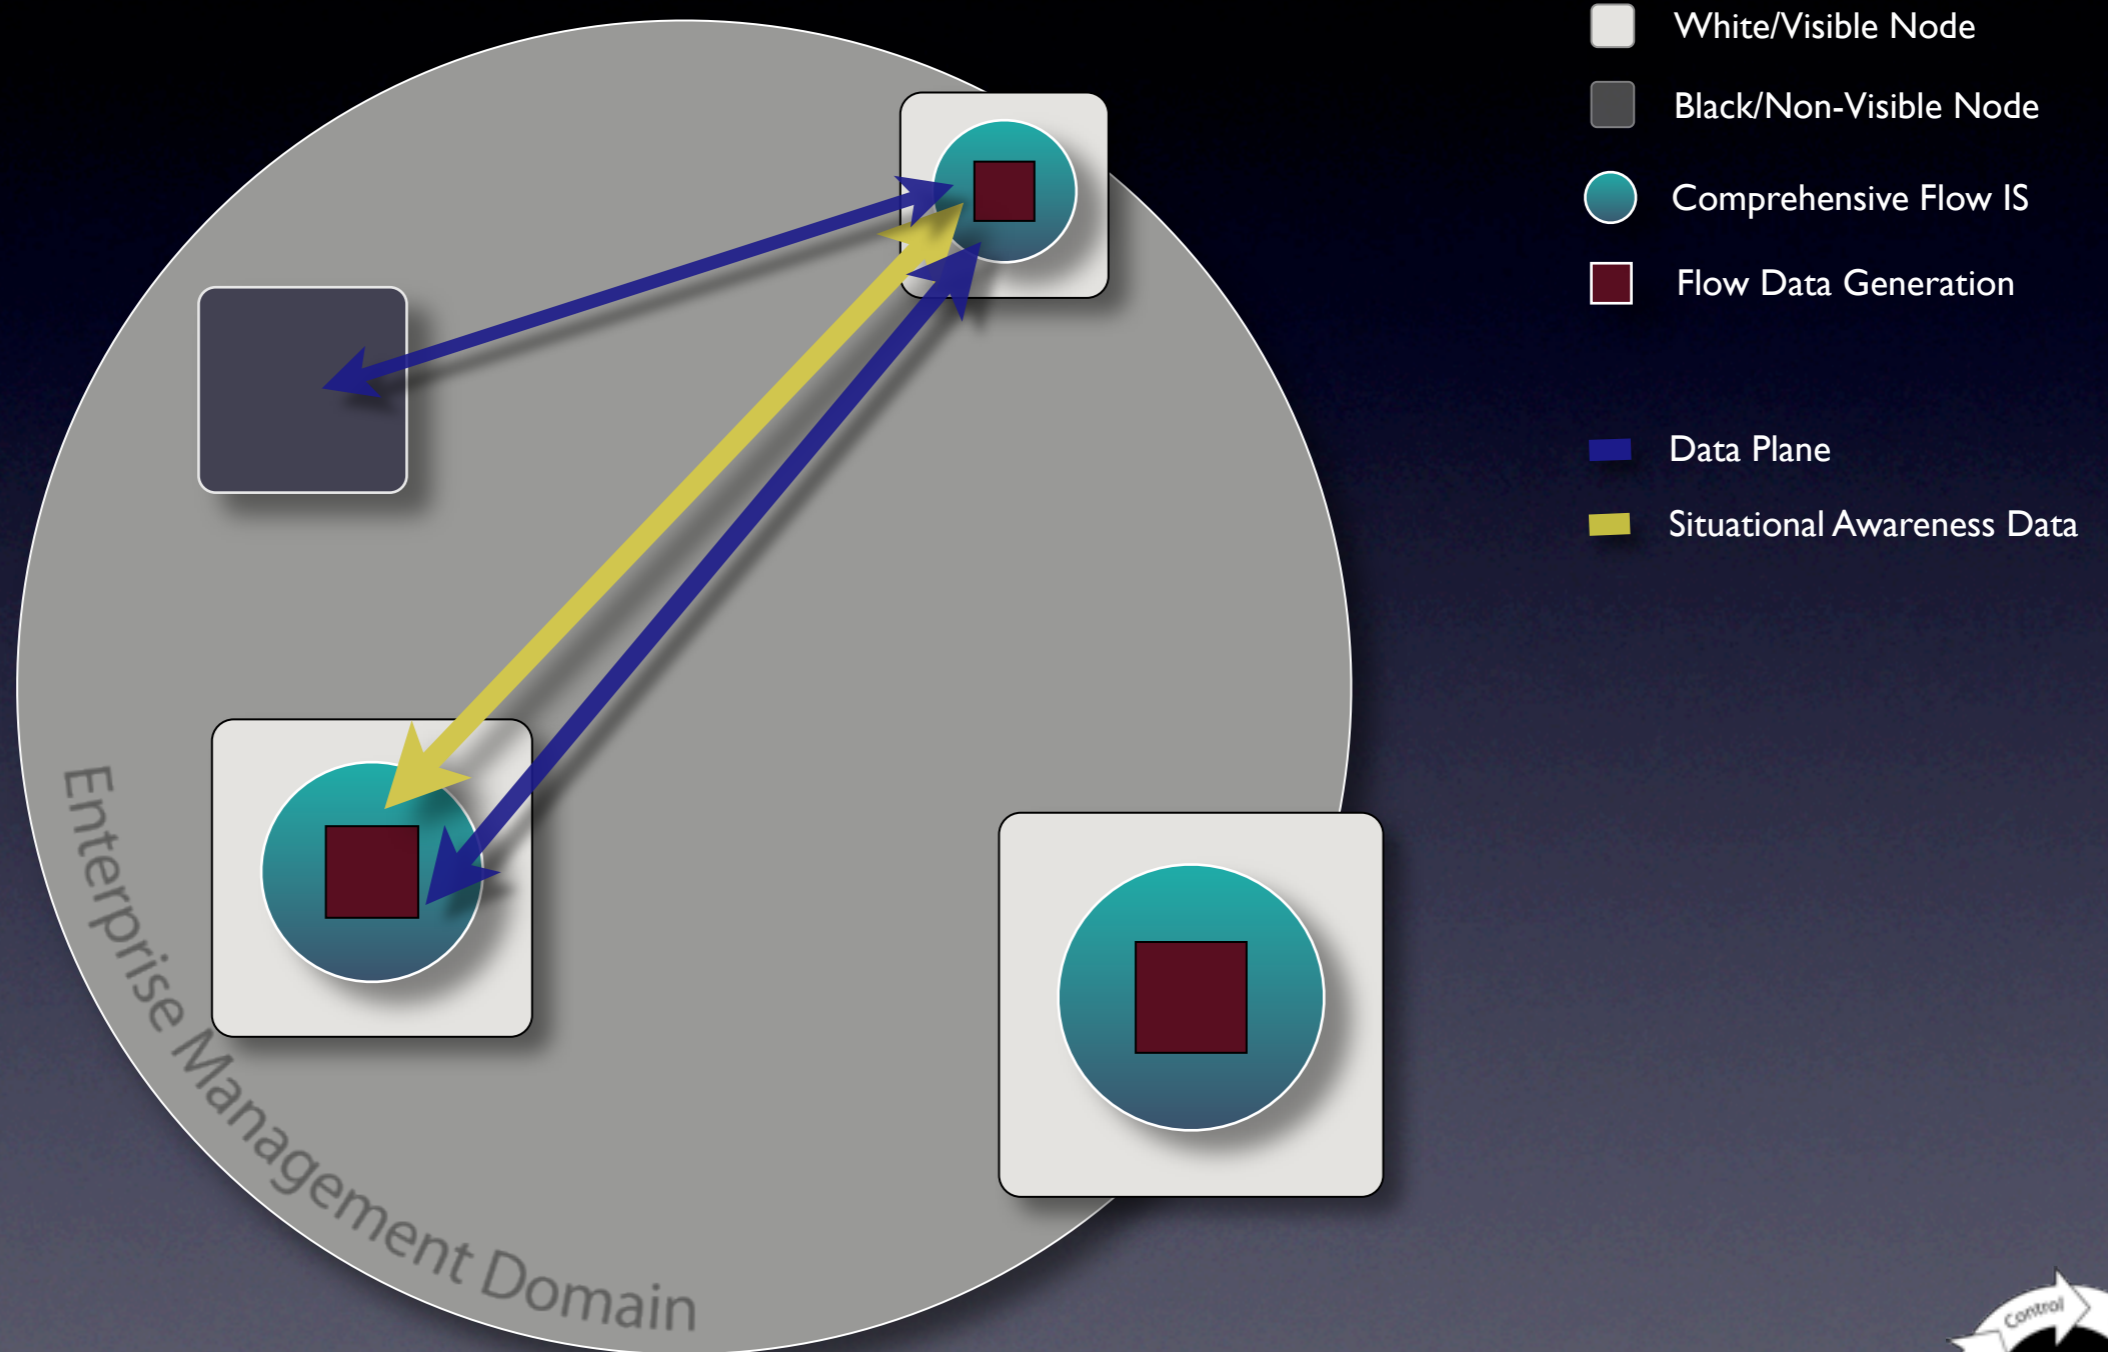 White/Visible Node
Black/Non-Visible Node
Comprehensive Flow IS
Flow Data Generation
Data Plane
Situational Awareness Data
Enterprise Management Domain
Control